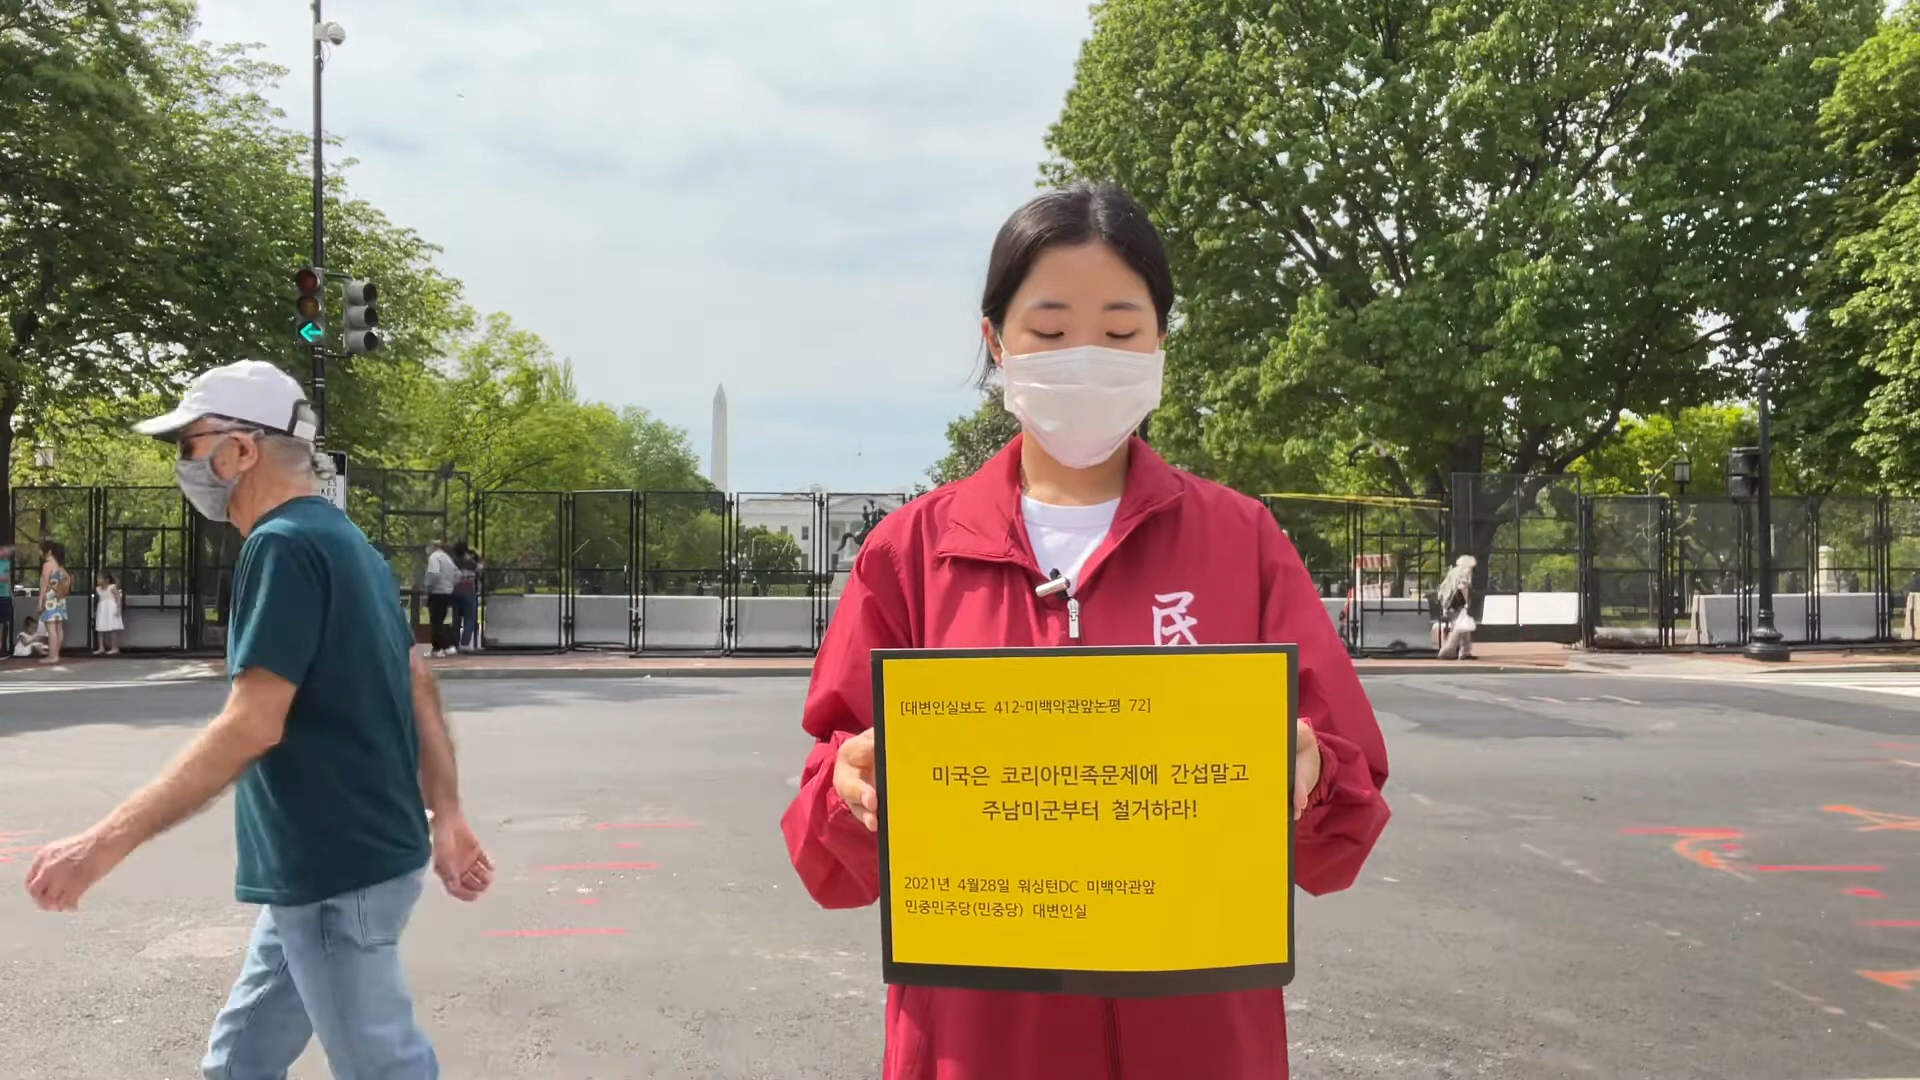 民
[대변인실보도 412-미백악관앞논평 72]
미국은 코리아민족문제에 간섭말고
주남미군부터 철거하라!
2021년 4월28일 워싱턴DC 미백악관앞
민중민주당(민중당) 대변인실